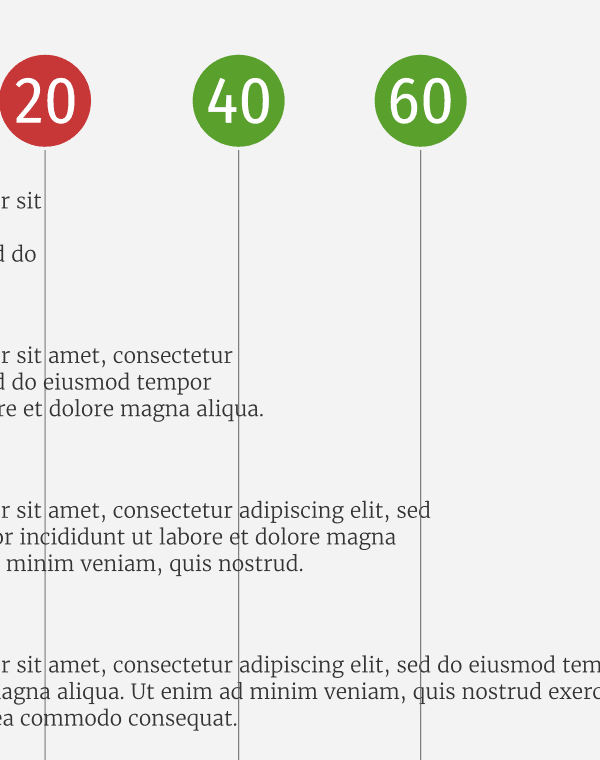 20 40 60
r sit
d do
r sit amet, consectetur
d do eiusmod tempor
re et dolore magna aliqua.
r sit amet, consectetur adipiscing elit, sed
or incididunt ut labore et dolore magna
minim veniam, quis nostrud.
r sit amet, consectetur adipiscing elit, sed do eiusmod tem
agna aliqua. Ut enim ad minim veniam, quis nostrud exerc
ea commodo consequat.